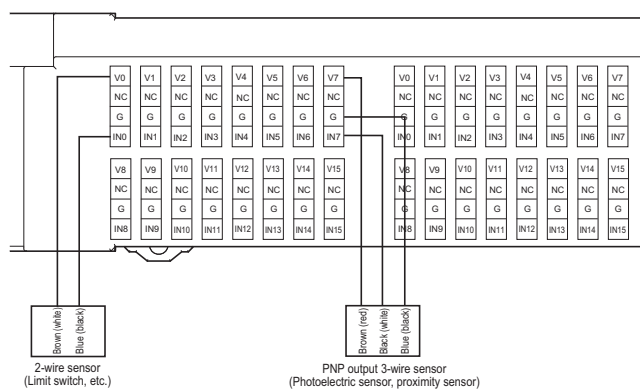 V0 V1 V2 V3 V4 V5 V6 V7 V0 V1 V2 V3 V4 V5 V6 V7
NC NC NC NC NC NC NC NC NC NC NC NC NC NC NC NC
G G G G G G G G G G G G G G G G
IN0 IN1 IN2 IN3 IN4 IN5 IN6 IN7 IN0 IN1 IN2 IN3 IN4 IN5 IN6 IN7
V8 V9 V10 V11 V12 V13 V14 V15 V8 V9 V10 V11 V12 V13 V14 V15
NC NC NC NC NC NC NC NC NC NC NC NC NC NC NC NC
G G G G G G G G G G G G G G G G
IN8 IN9 IN10 IN11 IN12 IN13 IN14 IN15 IN8 IN9 IN10 IN11 IN12 IN13 IN14 IN15
Brown (white)
Blue (black)
Brown (red)
Black (white)
Blue (black)
2-wire sensor
(Limit switch, etc.)
PNP output 3-wire sensor
(Photoelectric sensor, proximity sensor)